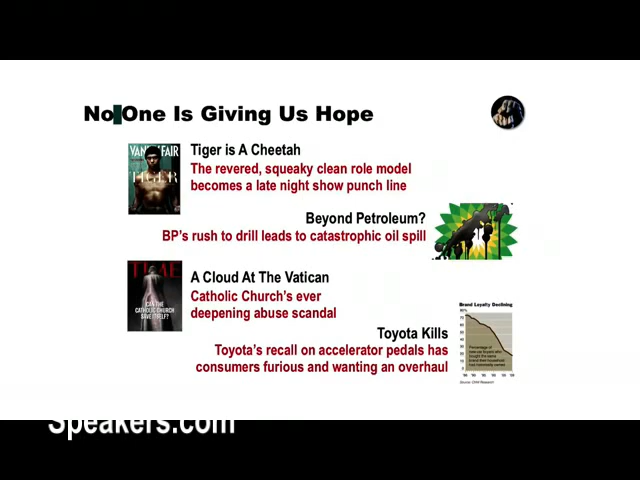 No One Is Giving Us Hope
VANITY FAIR
TIGER
Tiger is A Cheetah
The revered, squeaky clean role model
becomes a late night show punch line
Beyond Petroleum?
BP's rush to drill leads to catastrophic oil spill
TIME
CAN THE
CATHOLIC CHURCH
SAVE ITSELF?
A Cloud At The Vatican
Catholic Church's ever
deepening abuse scandal
Toyota Kills
Toyota's recall on accelerator pedals has
consumers furious and wanting an overhaul
Brand Loyalty Declining
Speakers.com